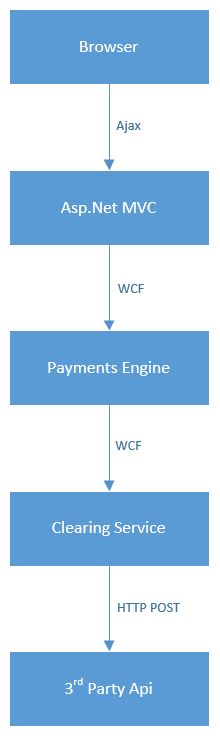 Browser
Ajax
Asp.Net MVC
WCF
Payments Engine
WCF
Clearing Service
HTTP POST
3rd Party Api